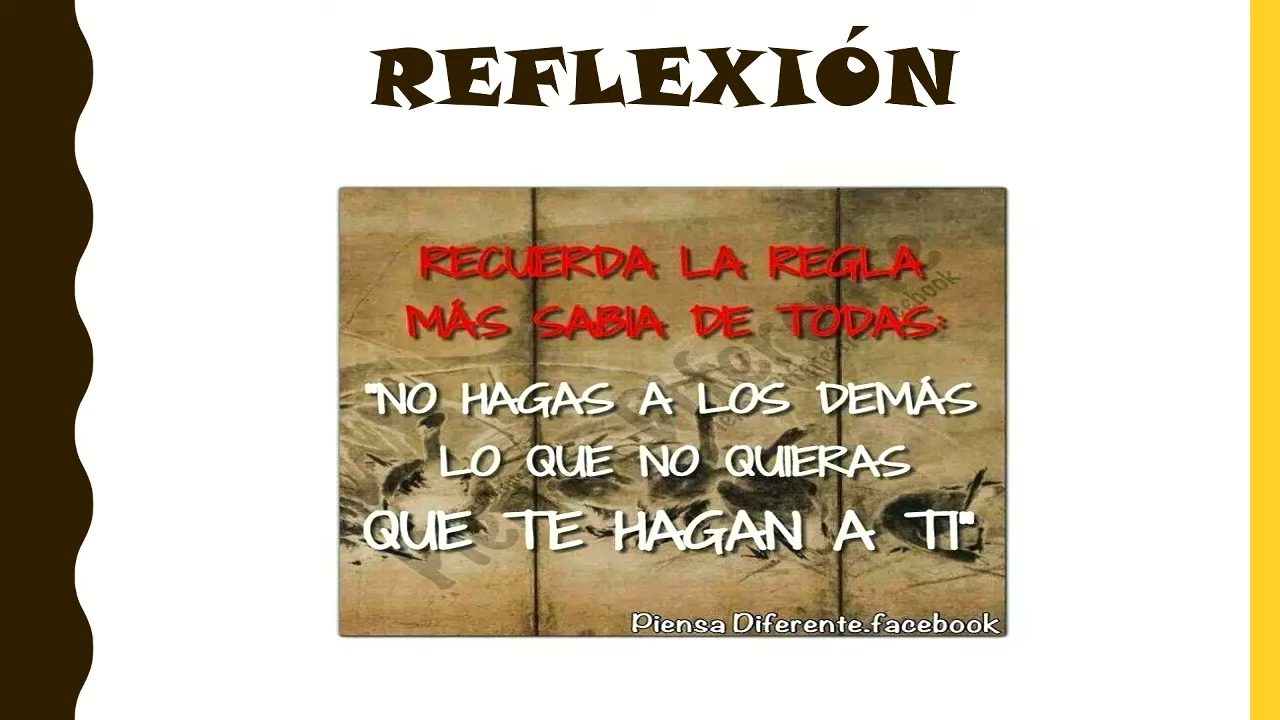 REFLEXIÓN
RECUERDA LA REGLA
MÁS SABIA DE TODAS:
"NO HAGAS A LOS DEMÁS
LO QUE NO QUIERAS
QUE TE HAGAN A TI"
Piensa Diferente.facebook